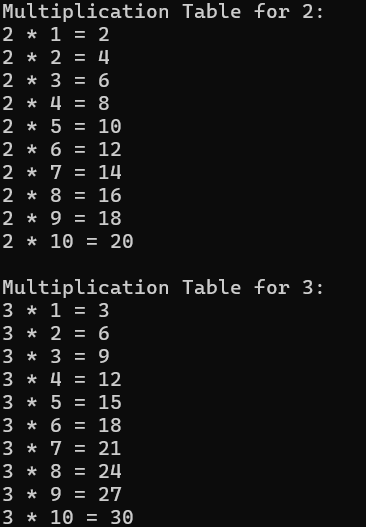 Multiplication Table for 2:
2 * 1 = 2
2 * 2 = 4
2 * 3 = 6
2 * 4 = 8
2 * 5 = 10
2 * 6 = 12
2 * 7 = 14
2 * 8 = 16
2 * 9 = 18
2 * 10 = 20

Multiplication Table for 3:
3 * 1 = 3
3 * 2 = 6
3 * 3 = 9
3 * 4 = 12
3 * 5 = 15
3 * 6 = 18
3 * 7 = 21
3 * 8 = 24
3 * 9 = 27
3 * 10 = 30